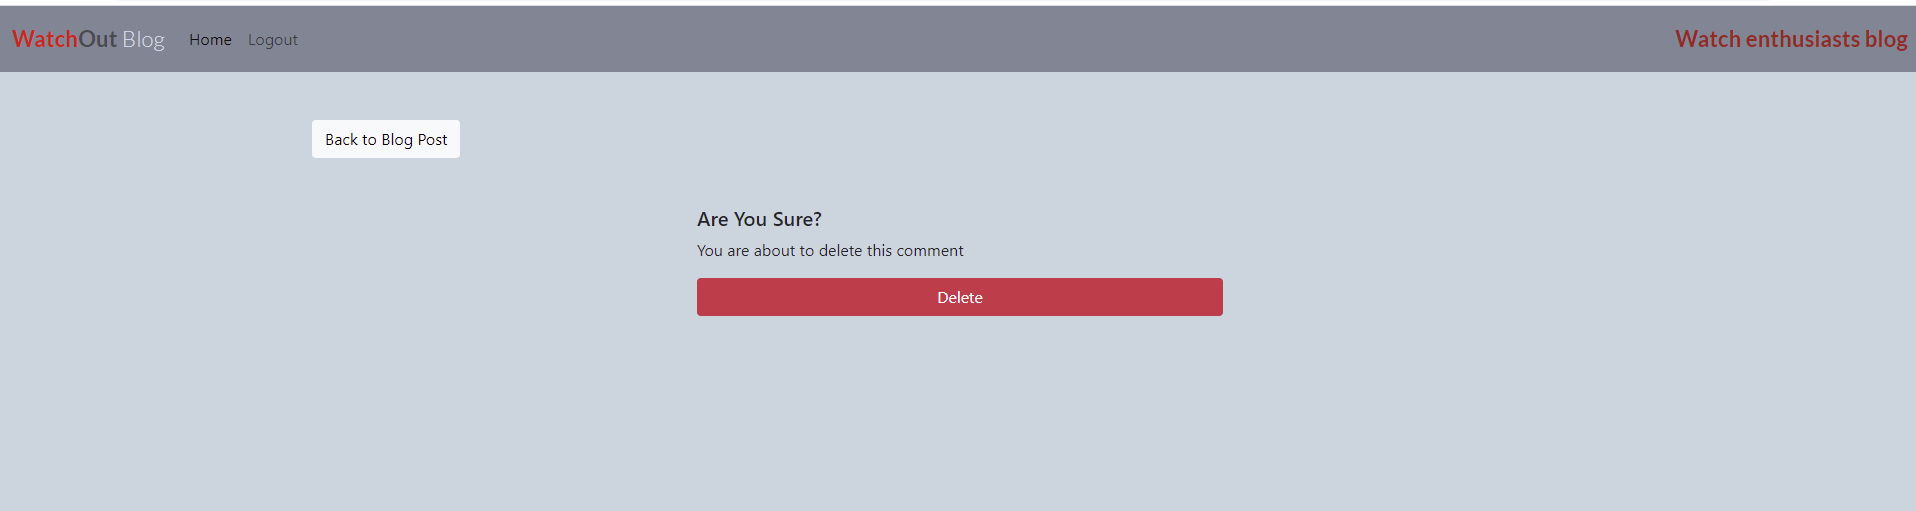 WatchOut Blog Home Logout Watch enthusiasts blog
Back to Blog Post
Are You Sure?
You are about to delete this comment
Delete